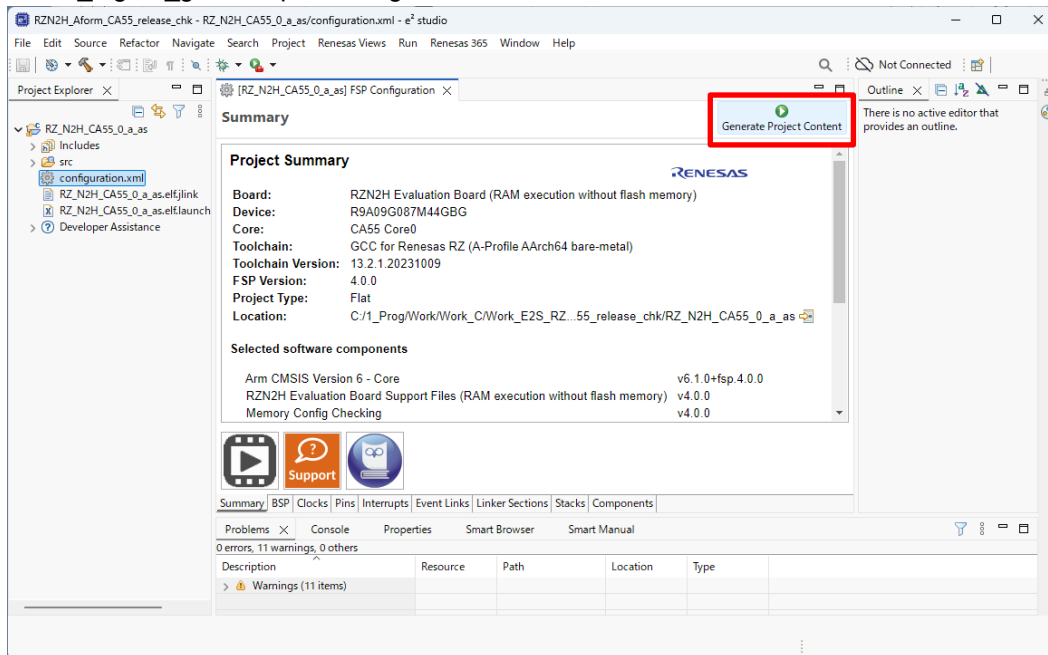 RZN2H_Aform_CA55_release_chk - RZ_N2H_CA55_0_a_as/configuration.xml - e² studio
File Edit Source Refactor Navigate Search Project Renesas Views Run Renesas 365 Window Help
Not Connected
Project Explorer
[RZ_N2H_CA55_0_a_as] FSP Configuration
Outline
RZ_N2H_CA55_0_a_as
Includes
src
configuration.xml
RZ_N2H_CA55_0_a_as.elf.jlink
RZ_N2H_CA55_0_a_as.elf.launch
Developer Assistance
Summary
Generate Project Content
There is no active editor that
provides an outline.
Project Summary
RENESAS
Board: RZN2H Evaluation Board (RAM execution without flash memory)
Device: R9A09G087M44GBG
Core: CA55 Core0
Toolchain: GCC for Renesas RZ (A-Profile AArch64 bare-metal)
Toolchain Version: 13.2.1.20231009
FSP Version: 4.0.0
Project Type: Flat
Location: C:/1_Prog/Work/Work_C/Work_E2S_RZ...55_release_chk/RZ_N2H_CA55_0_a_as
Selected software components
Arm CMSIS Version 6 - Core v6.1.0+fsp.4.0.0
RZN2H Evaluation Board Support Files (RAM execution without flash memory) v4.0.0
Memory Config Checking v4.0.0
Support
Summary BSP Clocks Pins Interrupts Event Links Linker Sections Stacks Components
Problems Console Properties Smart Browser Smart Manual
0 errors, 11 warnings, 0 others
Description Resource Path Location Type
Warnings (11 items)